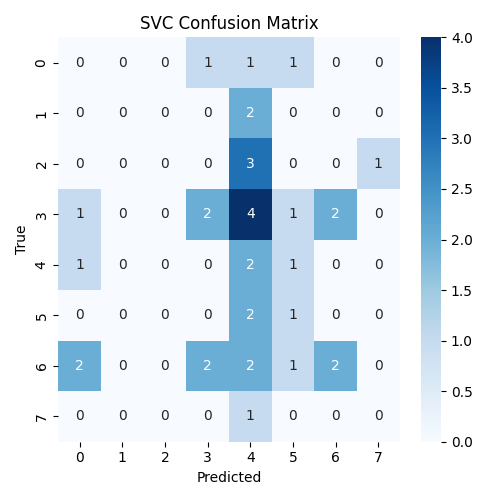 SVC Confusion Matrix
True
0 0 0 0 1 1 1 0 0
1 0 0 0 0 2 0 0 0
2 0 0 0 0 3 0 0 1
3 1 0 0 2 4 1 2 0
4 1 0 0 0 2 1 0 0
5 0 0 0 0 2 1 0 0
6 2 0 0 2 2 1 2 0
7 0 0 0 0 1 0 0 0
0 1 2 3 4 5 6 7
Predicted
4.0
3.5
3.0
2.5
2.0
1.5
1.0
0.5
0.0